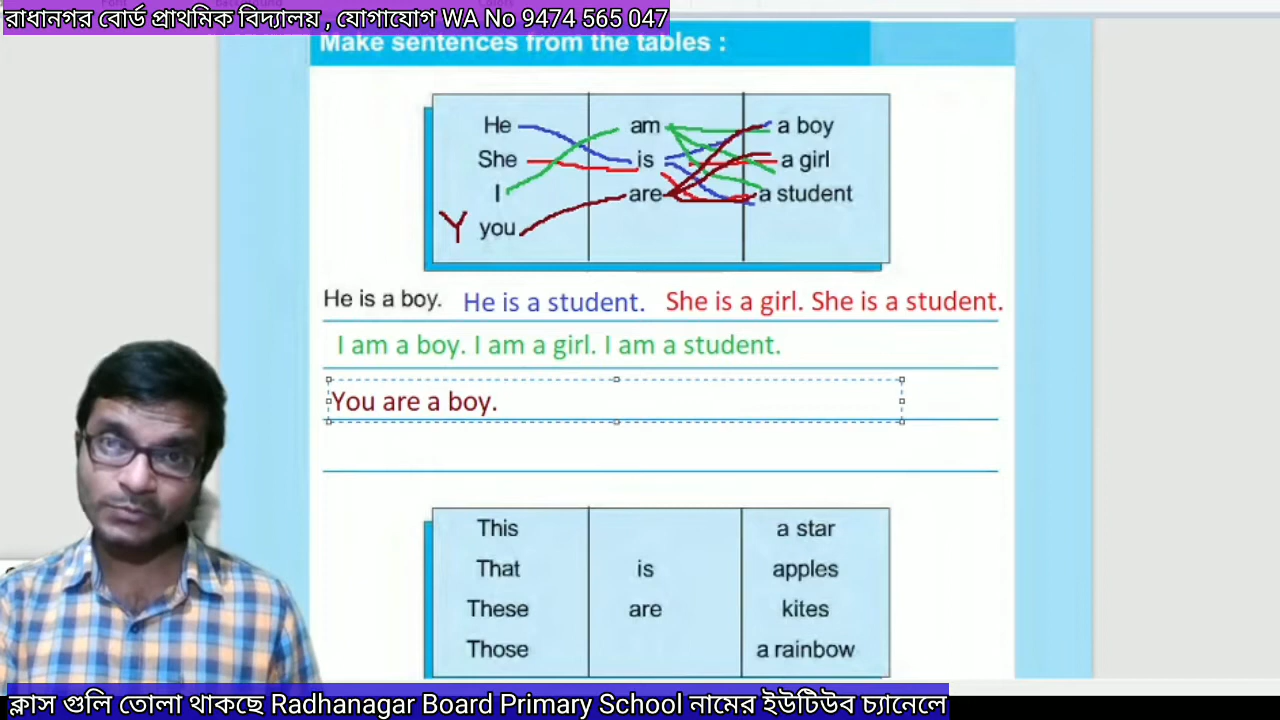 রাধানগর বোর্ড প্রাথমিক বিদ্যালয় , যোগাযোগ WA No 9474 565 047
Make sentences from the tables :
He am a boy
She is a girl
I are a student
Y you
He is a boy. He is a student. She is a girl. She is a student.
I am a boy. I am a girl. I am a student.
You are a boy.
This a star
That is apples
These are kites
Those a rainbow
ক্লাস গুলি তোলা থাকছে Radhanagar Board Primary School নামের ইউটিউব চ্যানেলে